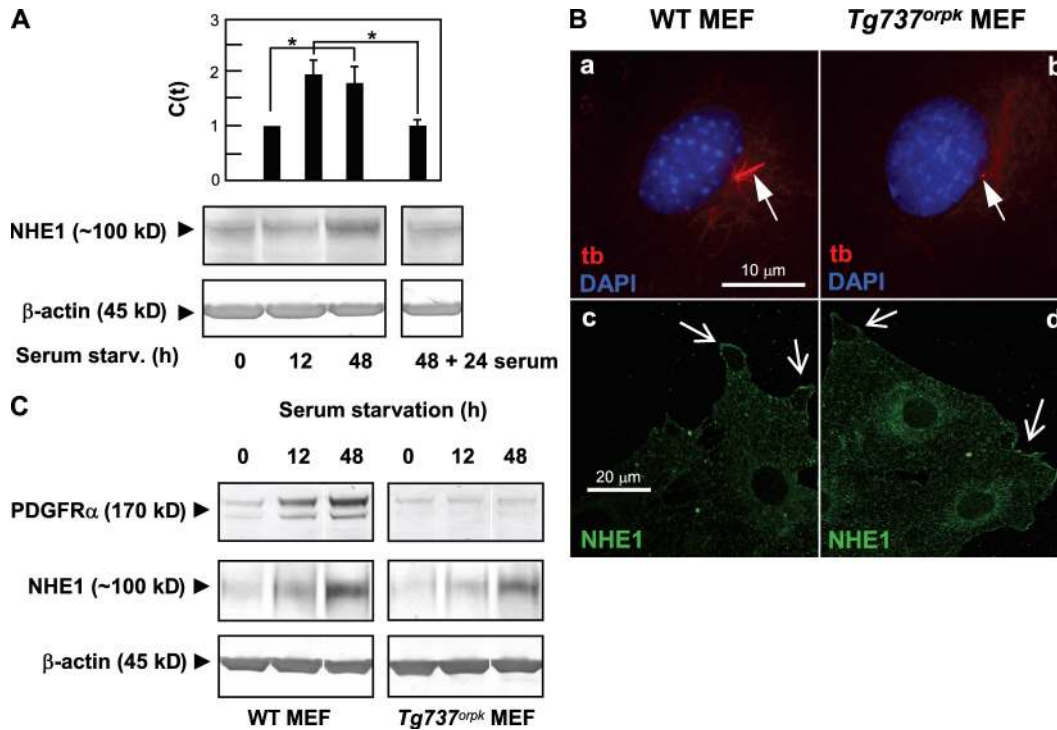 A
3
2
1
0
C(t)
* *
NHE1 (~100 kD)
β-actin (45 kD)
Serum starv. (h) 0 12 48 48 + 24 serum
B
WT MEF Tg737orpk MEF
a b
tb tb
DAPI DAPI
10 µm
c d
20 µm
NHE1 NHE1
C
Serum starvation (h)
0 12 48 0 12 48
PDGFRα (170 kD)
NHE1 (~100 kD)
β-actin (45 kD)
WT MEF Tg737orpk MEF